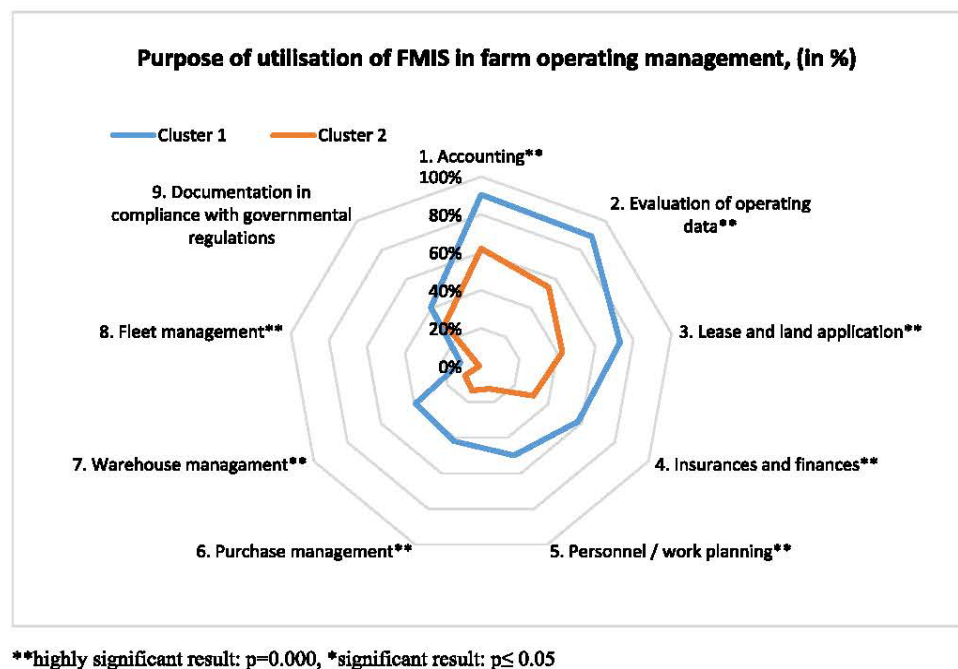 Purpose of utilisation of FMIS in farm operating management, (in %)
Cluster 1
Cluster 2
1. Accounting**
100%
80%
60%
40%
20%
0%
2. Evaluation of operating
data**
3. Lease and land application**
4. Insurances and finances**
5. Personnel / work planning**
6. Purchase management**
7. Warehouse managament**
8. Fleet management**
9. Documentation in
compliance with governmental
regulations
**highly significant result: p=0.000, *significant result: p≤ 0.05